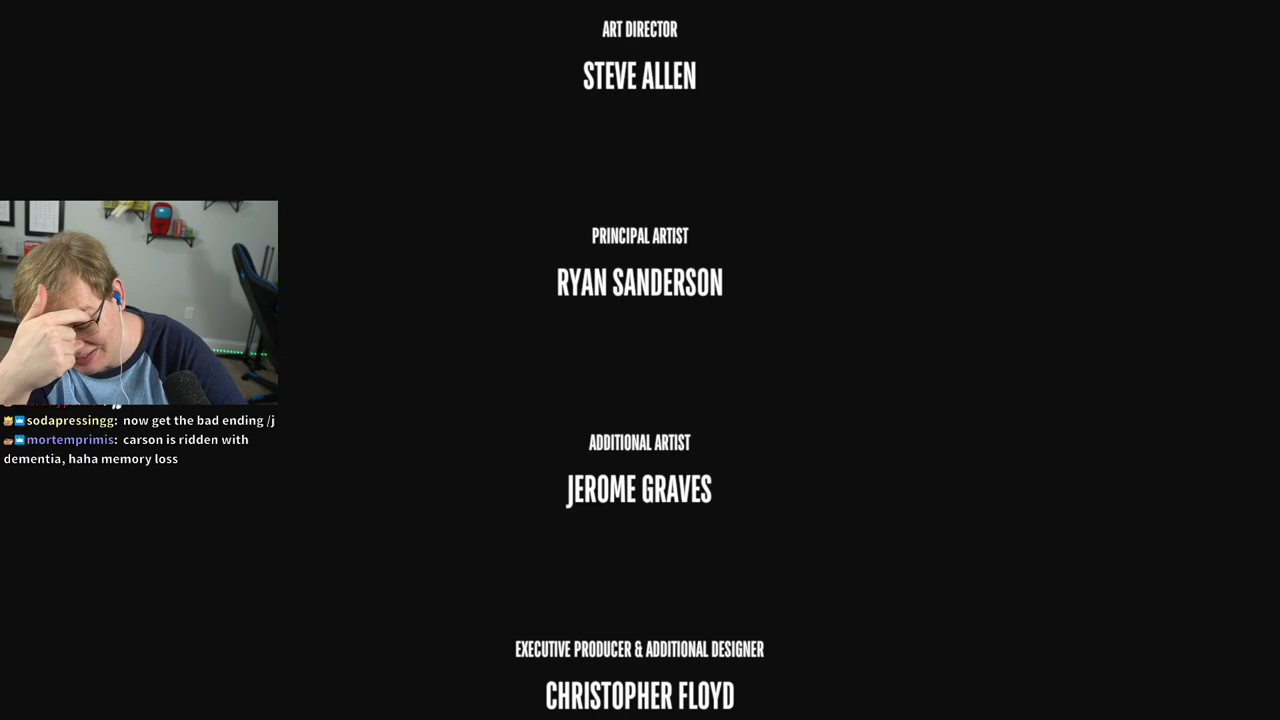 ART DIRECTOR
STEVE ALLEN
PRINCIPAL ARTIST
RYAN SANDERSON
sodapressingg: now get the bad ending /j
mortemprimis: carson is ridden with
dementia, haha memory loss
ADDITIONAL ARTIST
JEROME GRAVES
EXECUTIVE PRODUCER & ADDITIONAL DESIGNER
CHRISTOPHER FLOYD